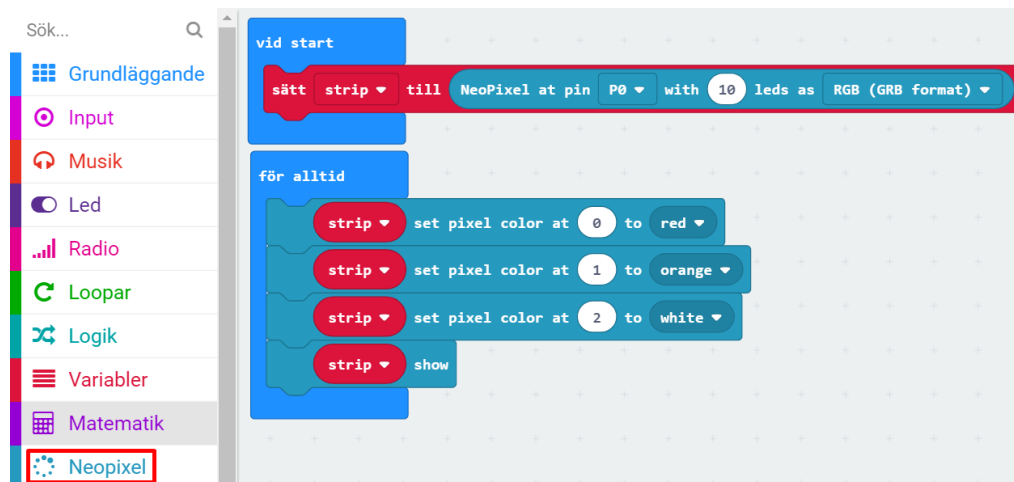 Sök...
Grundläggande
Input
Musik
Led
Radio
Loopar
Logik
Variabler
Matematik
Neopixel
vid start
sätt strip till NeoPixel at pin P0 with 10 leds as RGB (GRB format)
för alltid
strip set pixel color at 0 to red
strip set pixel color at 1 to orange
strip set pixel color at 2 to white
strip show